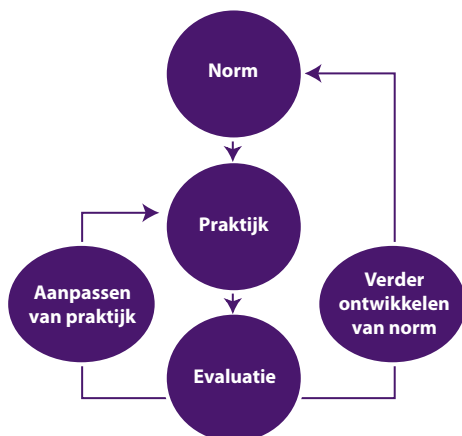 Norm
Praktijk
Aanpassen
van praktijk
Verder
ontwikkelen
van norm
Evaluatie